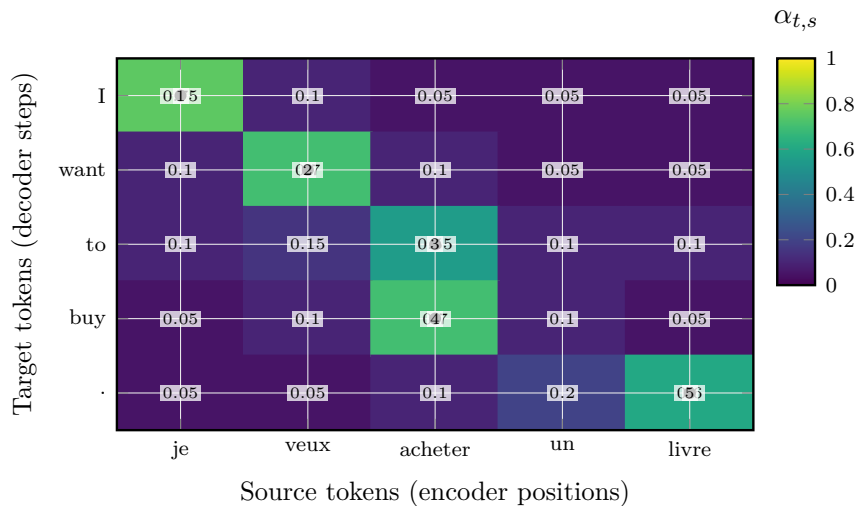 α_{t,s}
1
0.8
0.6
0.4
0.2
0
Target tokens (decoder steps)
I 0.1 0.05 0.05 0.05
want 0.1 0.1 0.05 0.05
to 0.1 0.15 0.1 0.1
buy 0.05 0.1 0.1 0.05
. 0.05 0.05 0.1 0.2
je veux acheter un livre
Source tokens (encoder positions)